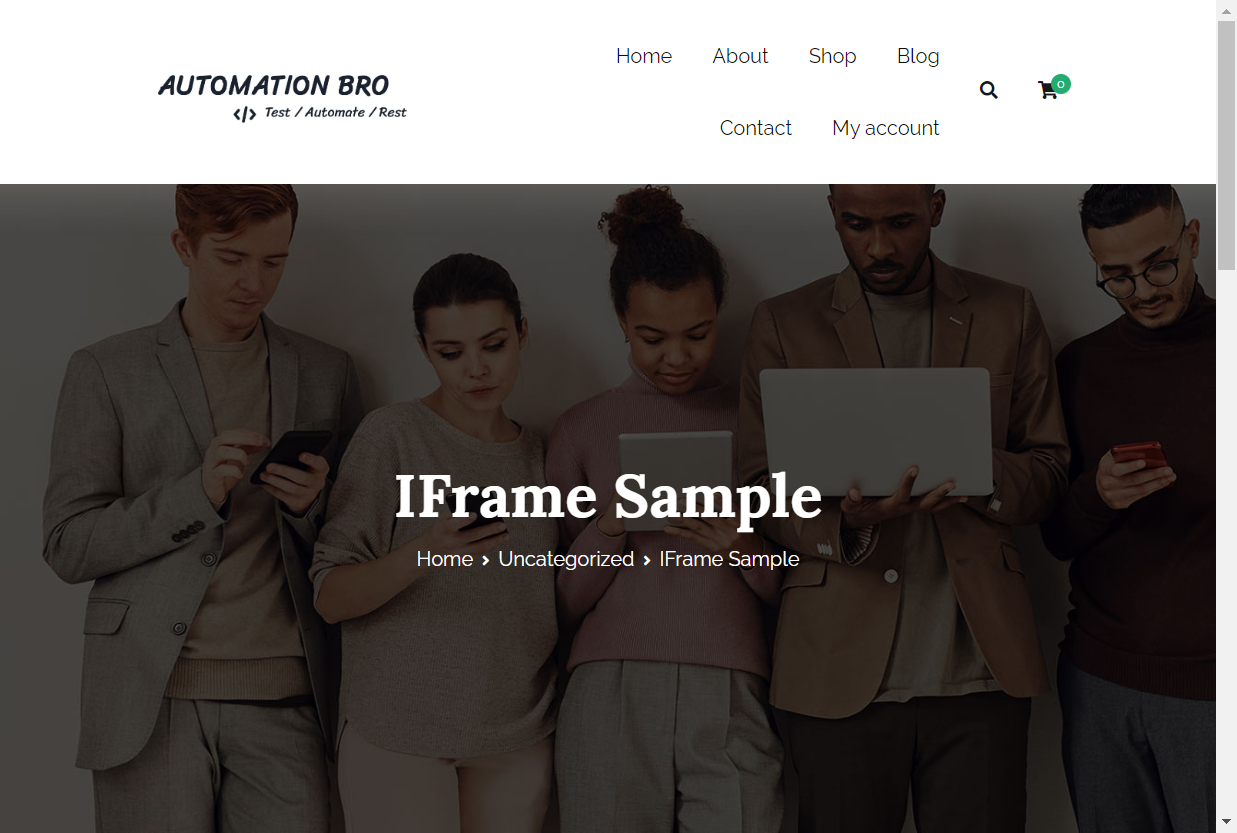 Home About Shop Blog
AUTOMATION BRO
</> Test / Automate / Rest
0
Contact My account
IFrame Sample
Home > Uncategorized > IFrame Sample